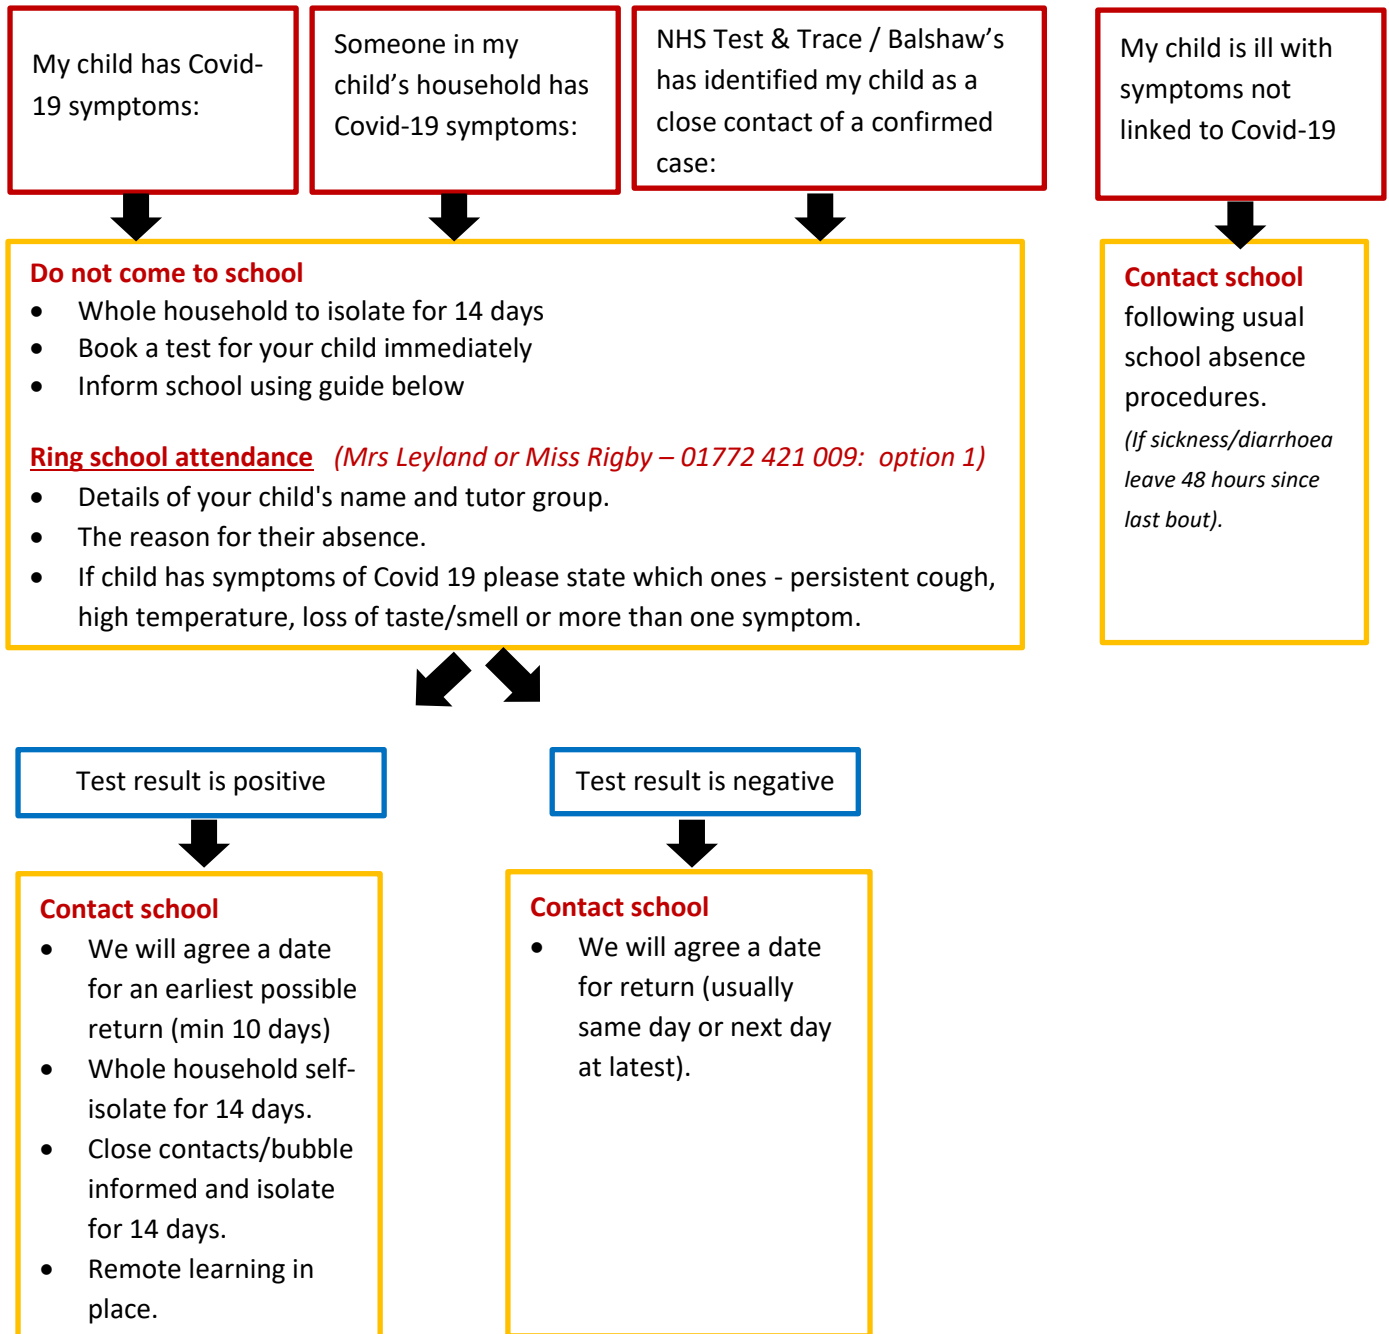 My child has Covid-
19 symptoms:
Someone in my
child’s household has
Covid-19 symptoms:
NHS Test & Trace / Balshaw’s
has identified my child as a
close contact of a confirmed
case:
My child is ill with
symptoms not
linked to Covid-19
Do not come to school
• Whole household to isolate for 14 days
• Book a test for your child immediately
• Inform school using guide below
Ring school attendance (Mrs Leyland or Miss Rigby – 01772 421 009: option 1)
• Details of your child's name and tutor group.
• The reason for their absence.
• If child has symptoms of Covid 19 please state which ones - persistent cough,
high temperature, loss of taste/smell or more than one symptom.
Contact school
following usual
school absence
procedures.
(If sickness/diarrhoea
leave 48 hours since
last bout).
Test result is positive
Test result is negative
Contact school
• We will agree a date
for an earliest possible
return (min 10 days)
• Whole household self-
isolate for 14 days.
• Close contacts/bubble
informed and isolate
for 14 days.
• Remote learning in
place.
Contact school
• We will agree a date
for return (usually
same day or next day
at latest).